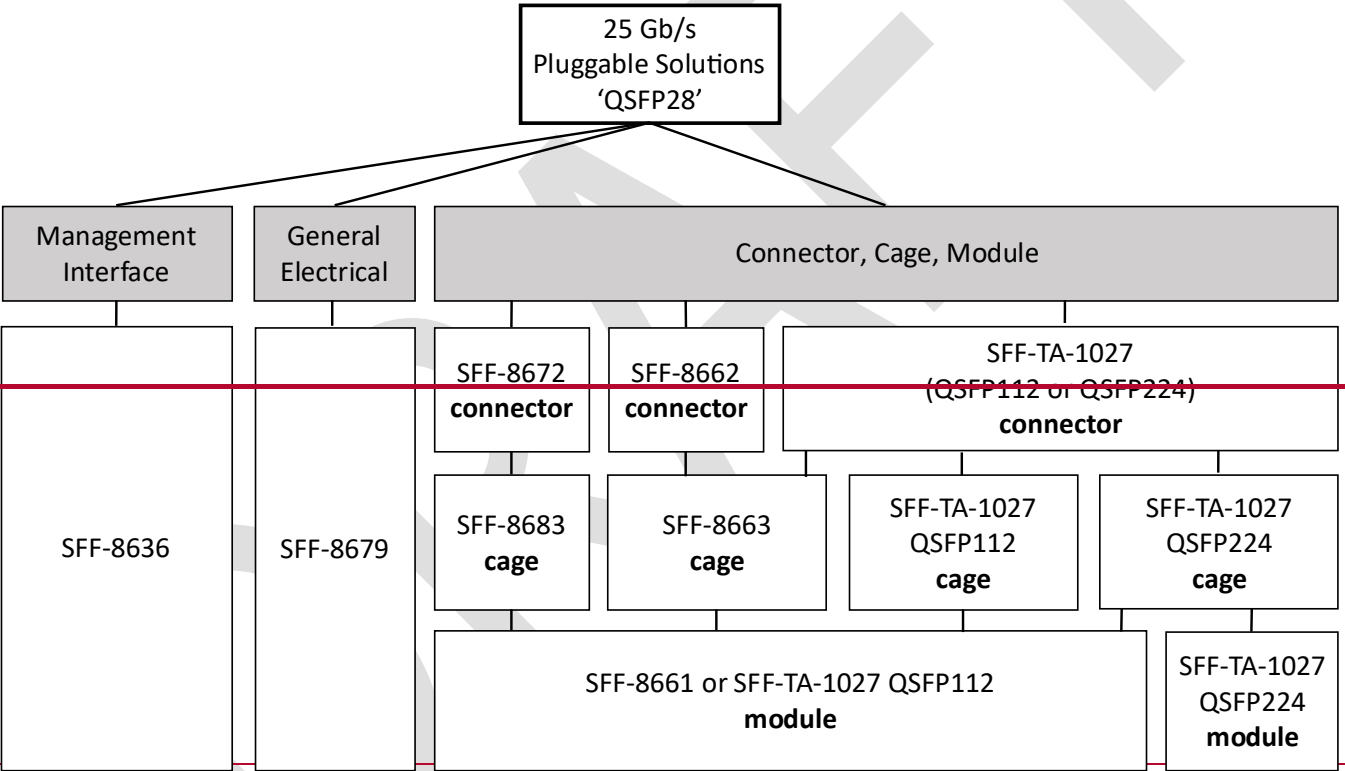 25 Gb/s
Pluggable Solutions
‘QSFP28’
Management
Interface
General
Electrical
Connector, Cage, Module
SFF-8636
SFF-8679
SFF-8672
connector
SFF-8662
connector
SFF-TA-1027
(QSFP112 or QSFP224)
connector
SFF-8683
cage
SFF-8663
cage
SFF-TA-1027
QSFP112
cage
SFF-TA-1027
QSFP224
cage
SFF-8661 or SFF-TA-1027 QSFP112
module
SFF-TA-1027
QSFP224
module